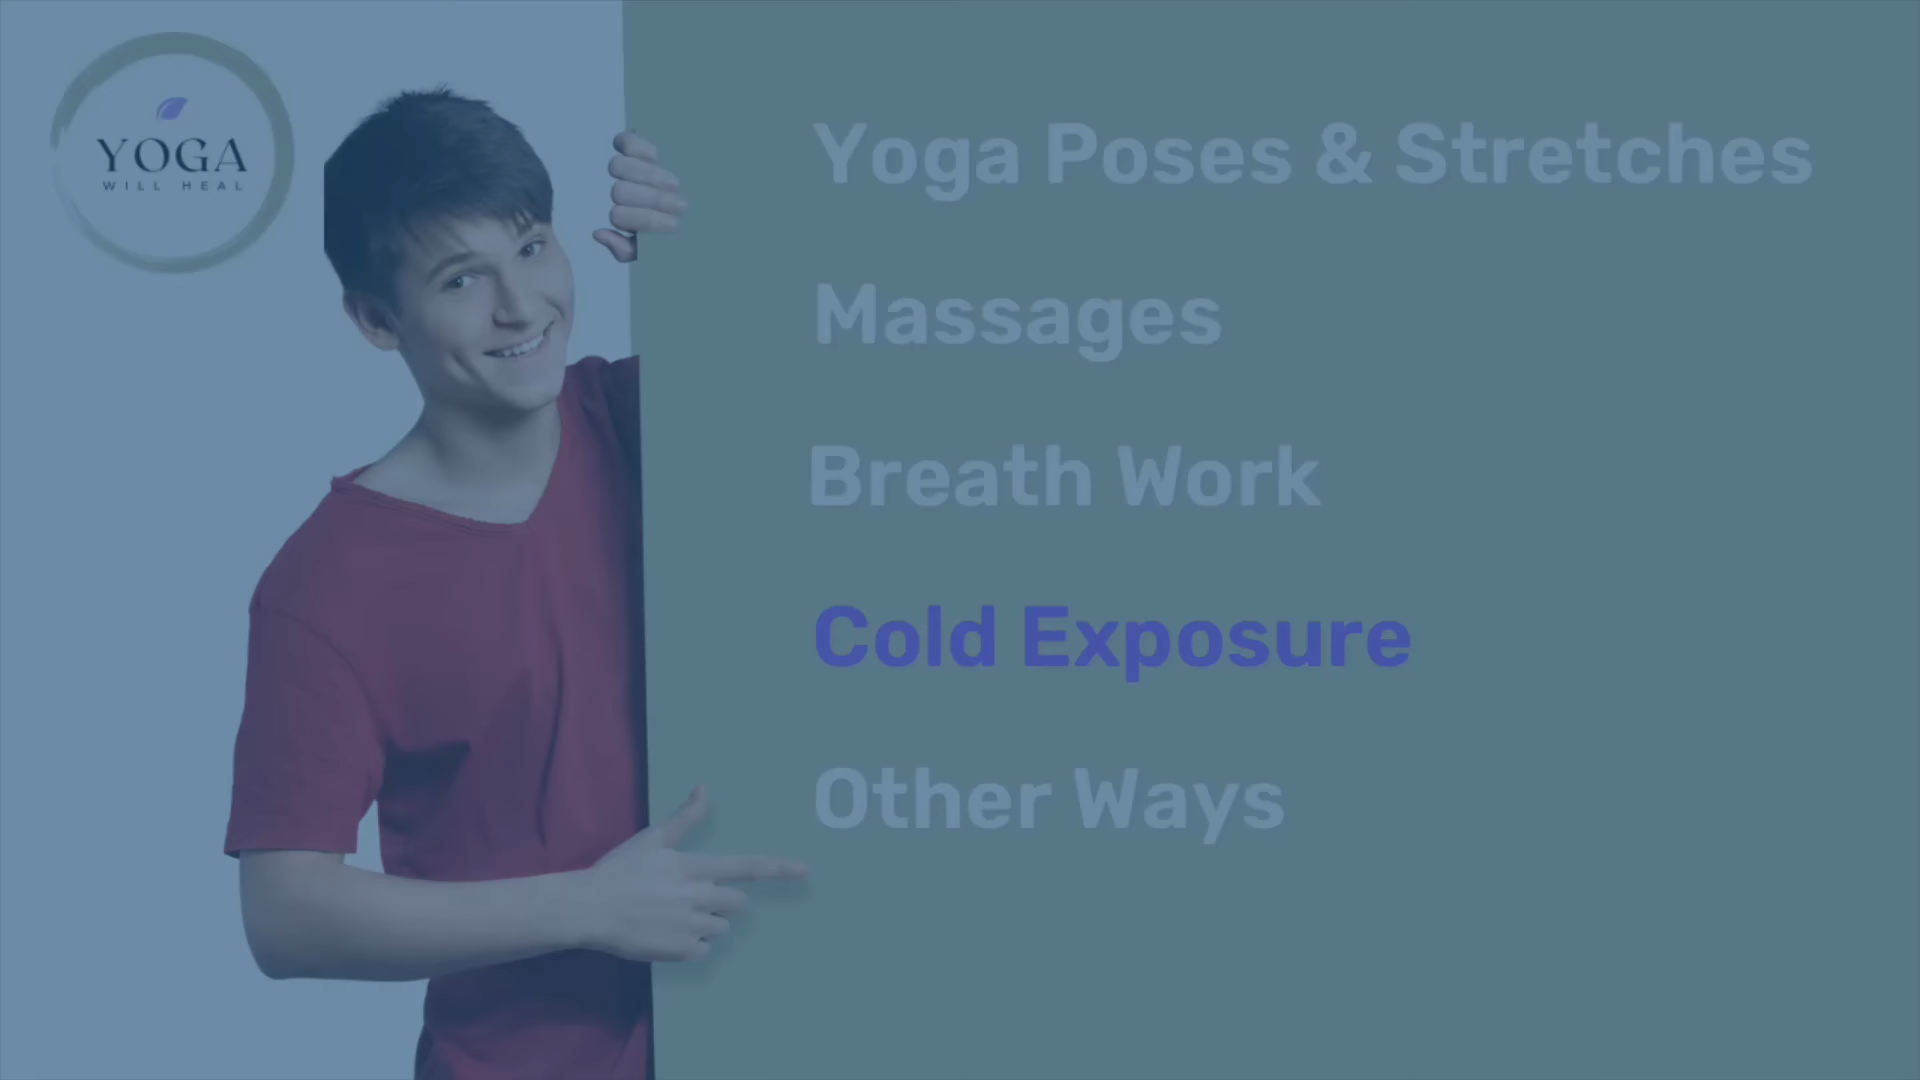 YOGA
WILL HEAL
Yoga Poses & Stretches
Massages
Breath Work
Cold Exposure
Other Ways